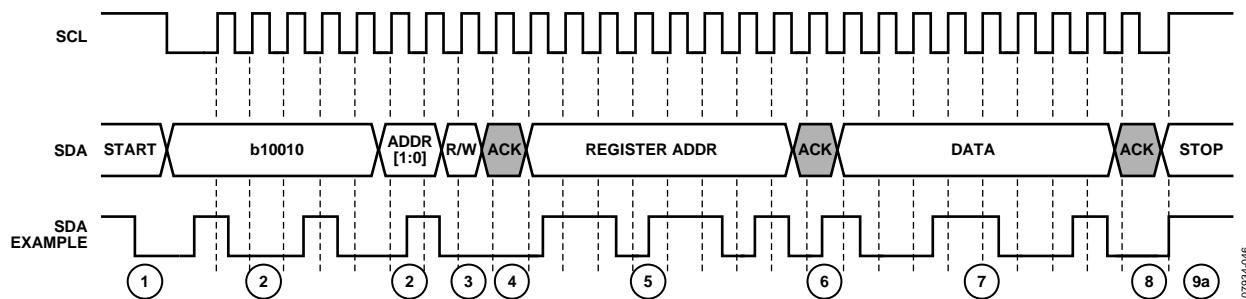 SCL
SDA
START
b10010
ADDR
[1:0]
R/W
ACK
REGISTER ADDR
ACK
DATA
ACK
STOP
SDA
EXAMPLE
1
2
2
3
4
5
6
7
8
9a
07934-046